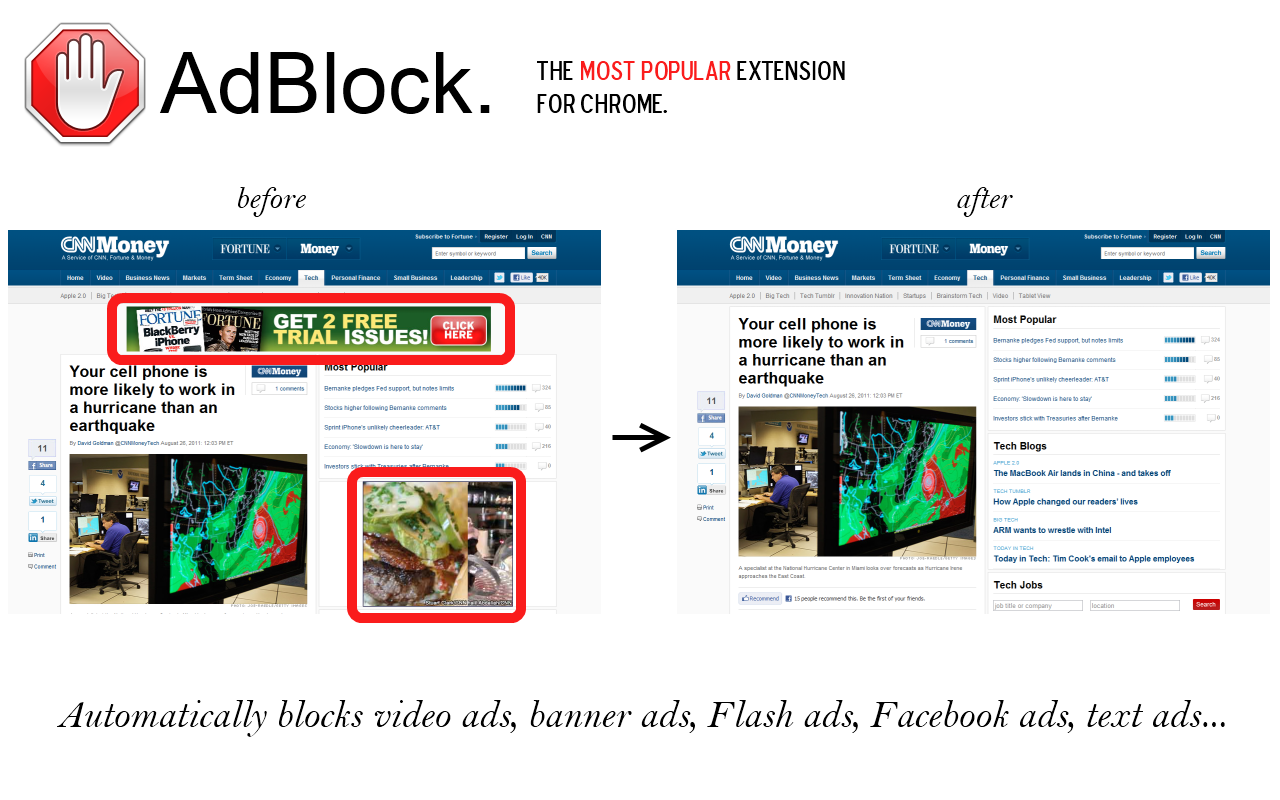 AdBlock.
THE MOST POPULAR EXTENSION
FOR CHROME.
before
CNNMoney
A Service of CNN, Fortune & Money
FORTUNE
Money
Subscribe to Fortune
Register
Log In
CNN
Enter symbol or keyword
Search
Home
Video
Business News
Markets
Term Sheet
Economy
Tech
Personal Finance
Small Business
Leadership
Like
40K
Apple 2.0
Big
FORTUNE
BlackBerry
iPhone
FORTUNE
GET 2 FREE
TRIAL ISSUES!
CLICK
HERE
Your cell phone is
more likely to work in
a hurricane than an
earthquake
By David Goldman @CNNMoneyTech August 26, 2011: 12:03 PM ET
CNNMoney
1 comments
11
Share
4
Tweet
1
Share
Print
Comment
Most Popular
Bernanke pledges Fed support, but notes limits
324
Stocks higher following Bernanke comments
85
Sprint iPhone's unlikely cheerleader: AT&T
40
Economy: 'Slowdown is here to stay'
216
Investors stick with Treasuries after Bernanke
0
after
CNNMoney
A Service of CNN, Fortune & Money
FORTUNE
Money
Subscribe to Fortune
Register
Log In
CNN
Enter symbol or keyword
Search
Home
Video
Business News
Markets
Term Sheet
Economy
Tech
Personal Finance
Small Business
Leadership
Like
40K
Apple 2.0
Big Tech
Tech Tumblr
Innovation Nation
Startups
Brainstorm Tech
Video
Tablet View
Your cell phone is
more likely to work in
a hurricane than an
earthquake
By David Goldman @CNNMoneyTech August 26, 2011: 12:03 PM ET
CNNMoney
1 comments
11
Share
4
Tweet
1
Share
Print
Comment
A specialist at the National Hurricane Center in Miami looks over forecasts as Hurricane Irene
approaches the East Coast.
Recommend
15 people recommend this. Be the first of your friends.
Most Popular
Bernanke pledges Fed support, but notes limits
324
Stocks higher following Bernanke comments
85
Sprint iPhone's unlikely cheerleader: AT&T
40
Economy: 'Slowdown is here to stay'
216
Investors stick with Treasuries after Bernanke
0
Tech Blogs
APPLE 2.0
The MacBook Air lands in China - and takes off
TECH TUMBLR
How Apple changed our readers' lives
BIG TECH
ARM wants to wrestle with Intel
TODAY IN TECH
Today in Tech: Tim Cook's email to Apple employees
Tech Jobs
job title or company
location
Search
Automatically blocks video ads, banner ads, Flash ads, Facebook ads, text ads...